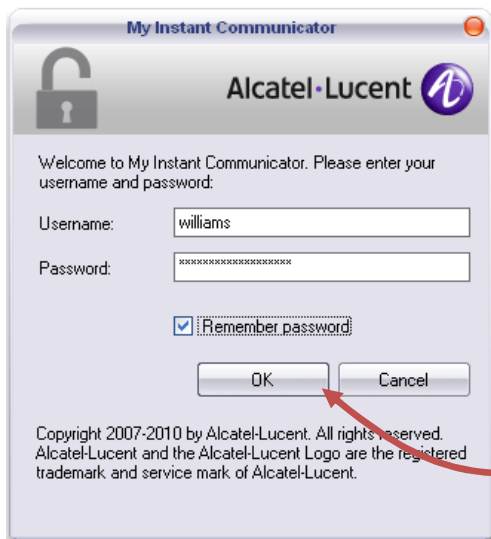 My Instant Communicator
Alcatel·Lucent
Welcome to My Instant Communicator. Please enter your
username and password:
Username: williams
Password: *******************
Remember password
OK Cancel
Copyright 2007-2010 by Alcatel-Lucent. All rights reserved.
Alcatel-Lucent and the Alcatel-Lucent Logo are the registered
trademark and service mark of Alcatel-Lucent.